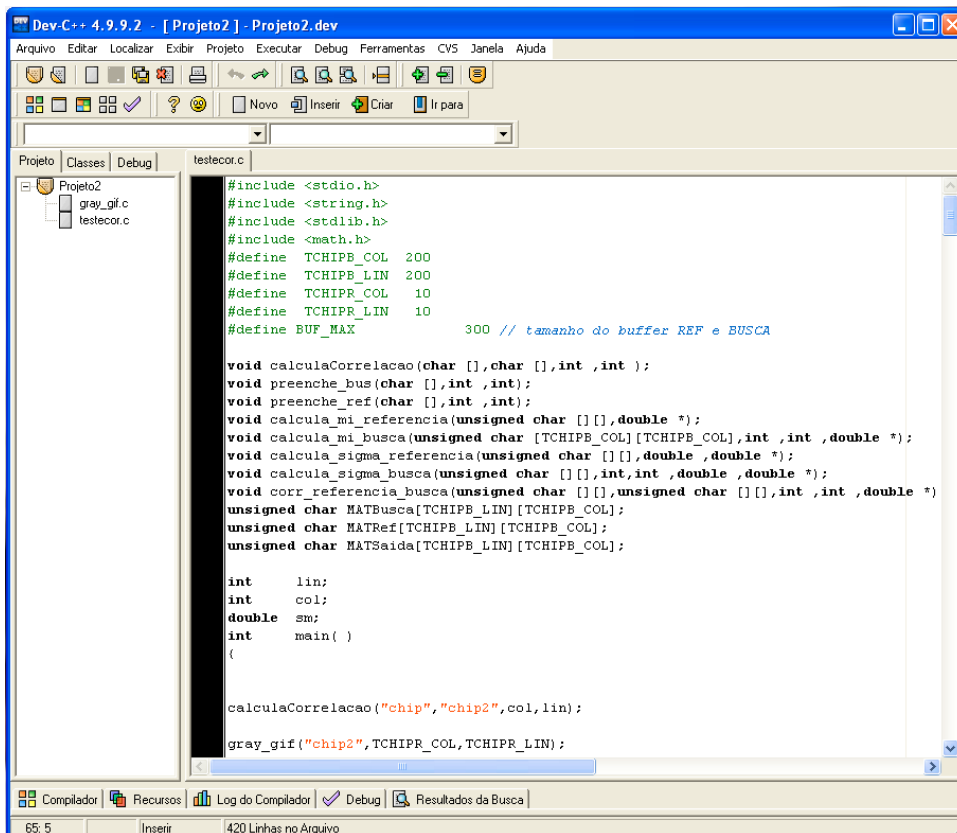 Dev-C++ 4.9.9.2 - [ Projeto2 ] - Projeto2.dev
Arquivo Editar Localizar Exibir Projeto Executar Debug Ferramentas CVS Janela Ajuda
Novo Inserir Criar Ir para
Projeto Classes Debug testecor.c
Projeto2
gray_gif.c
testecor.c
#include <stdio.h>
#include <string.h>
#include <stdlib.h>
#include <math.h>
#define TCHIPB_COL 200
#define TCHIPB_LIN 200
#define TCHIPR_COL 10
#define TCHIPR_LIN 10
#define BUF_MAX 300 // tamanho do buffer REF e BUSCA
void calculaCorrelacao(char [],char [],int ,int );
void preenche_bus(char [],int ,int);
void preenche_ref(char [],int ,int);
void calcula_mi_referencia(unsigned char [][],double *);
void calcula_mi_busca(unsigned char [TCHIPB_COL][TCHIPB_COL],int ,int ,double *);
void calcula_sigma_referencia(unsigned char [][],double ,double *);
void calcula_sigma_busca(unsigned char [][],int,int ,double ,double *);
void corr_referencia_busca(unsigned char [][],unsigned char [][],int ,int ,double *)
unsigned char MATBusca[TCHIPB_LIN][TCHIPB_COL];
unsigned char MATRef[TCHIPB_LIN][TCHIPB_COL];
unsigned char MATSaida[TCHIPB_LIN][TCHIPB_COL];
int lin;
int col;
double sm;
int main( )
{
calculaCorrelacao("chip","chip2",col,lin);
gray_gif("chip2",TCHIPR_COL,TCHIPR_LIN);
Compilador Recursos Log do Compilador Debug Resultados da Busca
65: 5 Inserir 420 Linhas no Arquivo